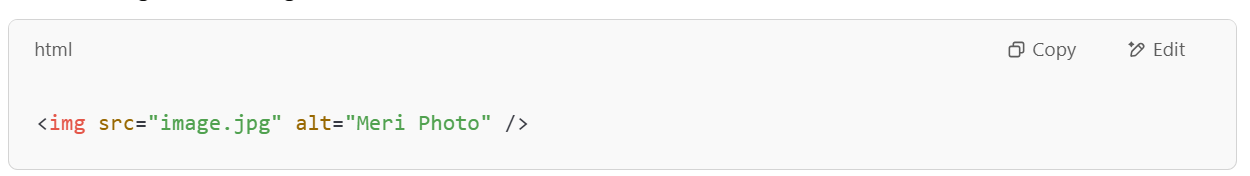 html
Copy
Edit
<img src="image.jpg" alt="Meri Photo" />